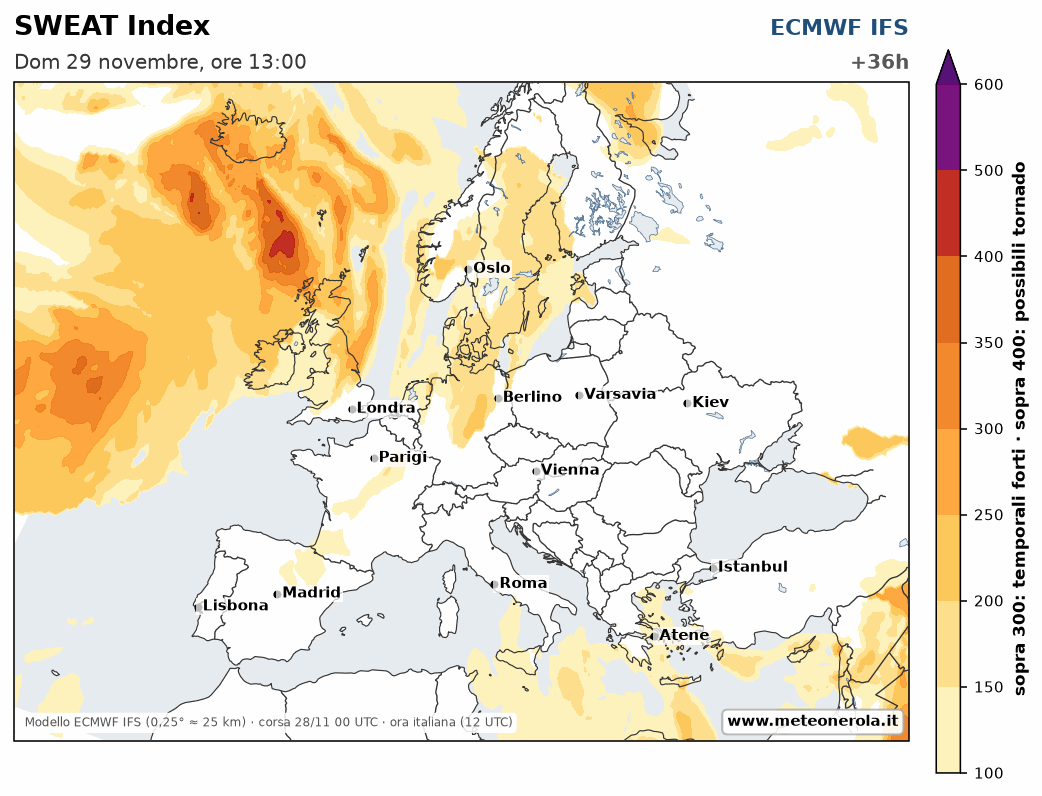 SWEAT Index
ECMWF IFS
Dom 29 novembre, ore 13:00
+36h
600
500
400
350
300
250
200
150
100
sopra 300: temporali forti · sopra 400: possibili tornado
Oslo
Berlino
Varsavia
Kiev
Londra
Parigi
Vienna
Istanbul
Roma
Madrid
Lisbona
Atene
Modello ECMWF IFS (0,25° ≈ 25 km) · corsa 28/11 00 UTC · ora italiana (12 UTC)
www.meteonerola.it